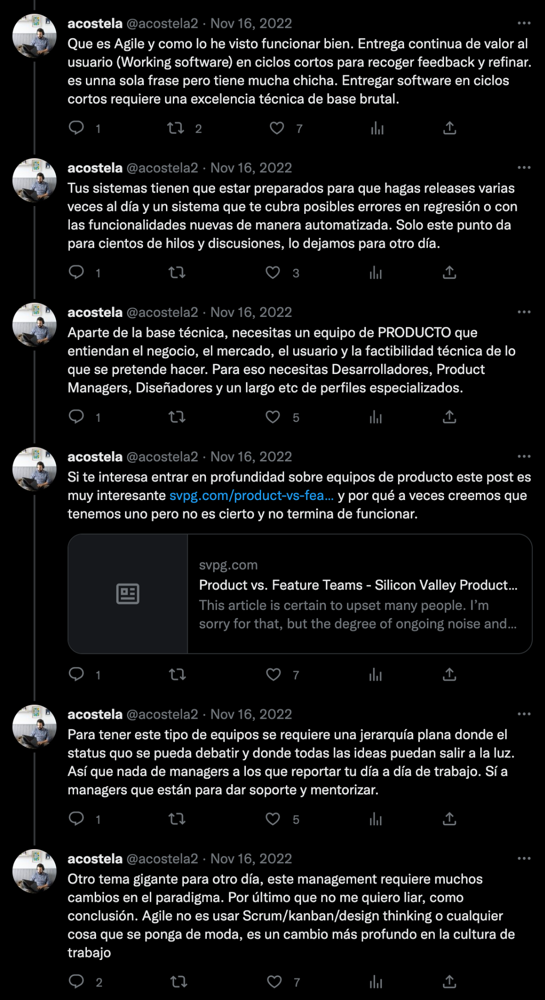 acostela @acostela2 · Nov 16, 2022
Que es Agile y como lo he visto funcionar bien. Entrega continua de valor al
usuario (Working software) en ciclos cortos para recoger feedback y refinar.
es unna sola frase pero tiene mucha chicha. Entregar software en ciclos
cortos requiere una excelencia técnica de base brutal.
1 2 7
acostela @acostela2 · Nov 16, 2022
Tus sistemas tienen que estar preparados para que hagas releases varias
veces al día y un sistema que te cubra posibles errores en regresión o con
las funcionalidades nuevas de manera automatizada. Solo este punto da
para cientos de hilos y discusiones, lo dejamos para otro día.
1 3
acostela @acostela2 · Nov 16, 2022
Aparte de la base técnica, necesitas un equipo de PRODUCTO que
entiendan el negocio, el mercado, el usuario y la factibilidad técnica de lo
que se pretende hacer. Para eso necesitas Desarrolladores, Product
Managers, Diseñadores y un largo etc de perfiles especializados.
1 5
acostela @acostela2 · Nov 16, 2022
Si te interesa entrar en profundidad sobre equipos de producto este post es
muy interesante svpg.com/product-vs-fea... y por qué a veces creemos que
tenemos uno pero no es cierto y no termina de funcionar.
svpg.com
Product vs. Feature Teams - Silicon Valley Product...
This article is certain to upset many people. I’m
sorry for that, but the degree of ongoing noise and...
1 7
acostela @acostela2 · Nov 16, 2022
Para tener este tipo de equipos se requiere una jerarquía plana donde el
status quo se pueda debatir y donde todas las ideas puedan salir a la luz.
Así que nada de managers a los que reportar tu día a día de trabajo. Sí a
managers que están para dar soporte y mentorizar.
1 5
acostela @acostela2 · Nov 16, 2022
Otro tema gigante para otro día, este management requiere muchos
cambios en el paradigma. Por último que no me quiero liar, como
conclusión. Agile no es usar Scrum/kanban/design thinking o cualquier
cosa que se ponga de moda, es un cambio más profundo en la cultura de
trabajo
2 7